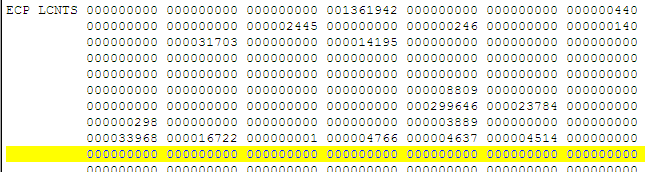 ECP LCNTS 000000000 000000000 000000000 001361942 000000000 000000000 000000440
000000000 000000000 000002445 000000000 000000246 000000000 000000140
000000000 000031703 000000000 000014195 000000000 000000000 000000000
000000000 000000000 000000000 000000000 000000000 000000000 000000000
000000000 000000000 000000000 000000000 000000000 000000000 000000000
000000000 000000000 000000000 000000000 000008809 000000000 000000000
000000000 000000000 000000000 000000000 000299646 000023784 000000000
000000298 000000000 000000000 000000000 000003889 000000000 000000000
000033968 000016722 000000001 000004766 000004637 000004514 000000000
000000000 000000000 000000000 000000000 000000000 000000000 000000000
000000000 000000000 000000000 000000000 000000000 000000000 000000000